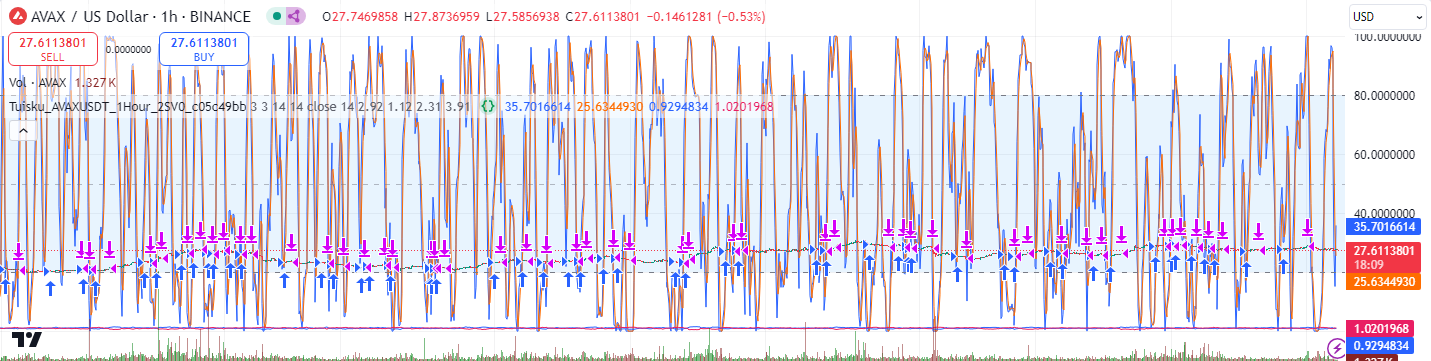 AVAX / US Dollar · 1h · BINANCE O27.7469858 H27.8736959 L27.5856938 C27.6113801 −0.1461281 (−0.53%)
USD
27.6113801 SELL
0.0000000
27.6113801 BUY
Vol · AVAX 1.327 K
Tuisku_AVAXUSDT_1Hour_2SV0_c05c49bb 3 3 14 14 close 14 2.92 1.12 2.31 3.91 35.7016614 25.6344930 0.9294834 1.0201968
100.0000000
80.0000000
60.0000000
40.0000000
35.7016614
27.6113801
18:09
25.6344930
1.0201968
0.9294834
1.327 K